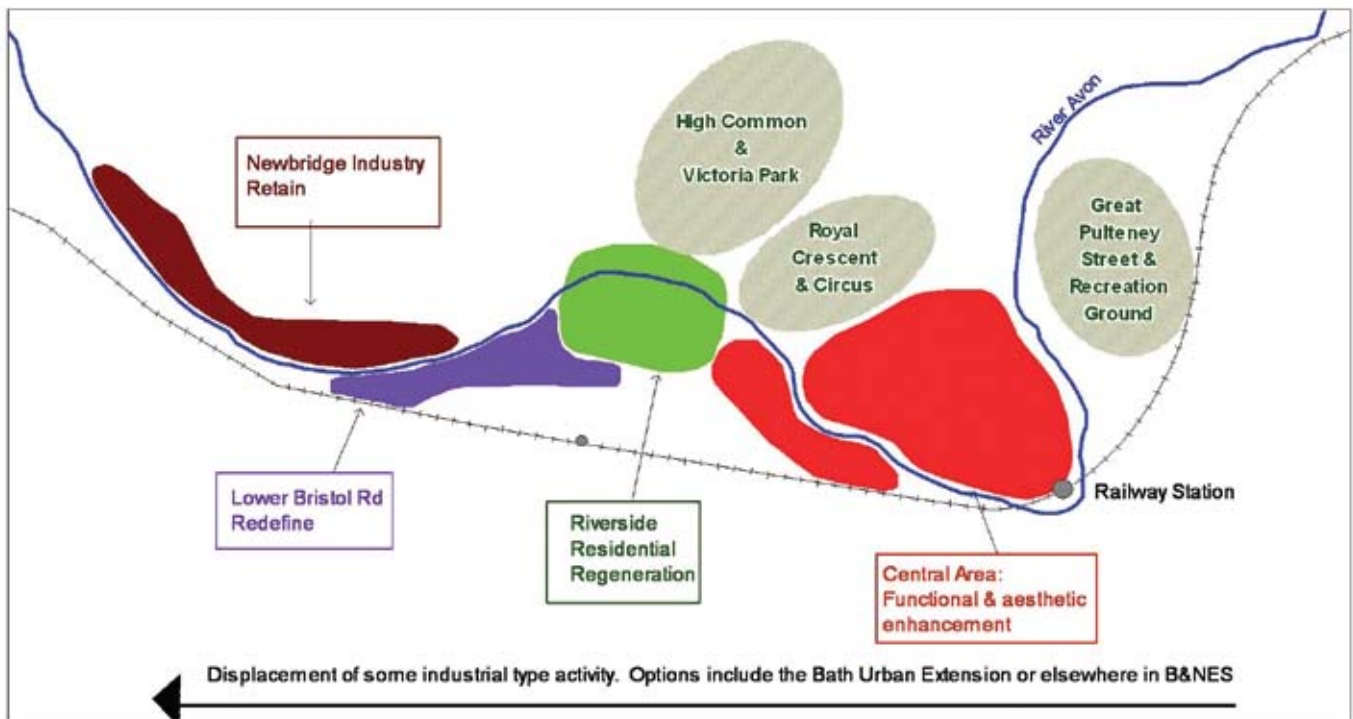 High Common
&
Victoria Park
River Avon
Newbridge Industry
Retain
Royal
Crescent
& Circus
Great
Pulteney
Street &
Recreation
Ground
Lower Bristol Rd
Redefine
Riverside
Residential
Regeneration
Railway Station
Central Area:
Functional & aesthetic
enhancement
Displacement of some industrial type activity. Options include the Bath Urban Extension or elsewhere in B&NES